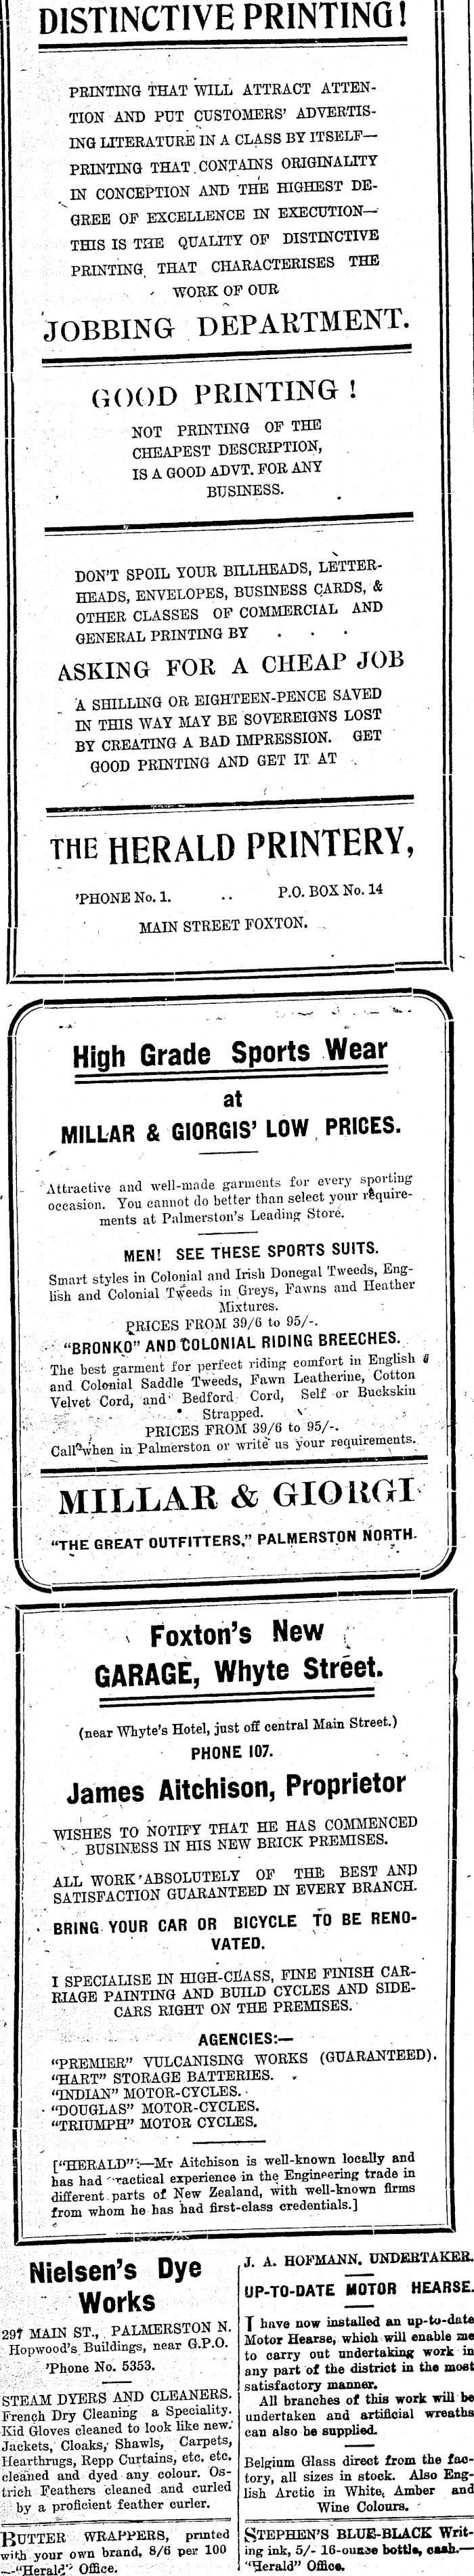 DISTINCTIVE PRINTING!
PRINTING THAT WILL ATTRACT ATTEN-
TION AND PUT CUSTOMERS' ADVERTIS-
ING LITERATURE IN A CLASS BY ITSELF—
PRINTING THAT CONTAINS ORIGINALITY
IN CONCEPTION AND THE HIGHEST DE-
GREE OF EXCELLENCE IN EXECUTION—
THIS IS THE QUALITY OF DISTINCTIVE
PRINTING THAT CHARACTERISES THE
WORK OF OUR
JOBBING DEPARTMENT.
GOOD PRINTING!
NOT PRINTING OF THE
CHEAPEST DESCRIPTION,
IS A GOOD ADVT. FOR ANY
BUSINESS.
DON'T SPOIL YOUR BILLHEADS, LETTER-
HEADS, ENVELOPES, BUSINESS CARDS, &
OTHER CLASSES OF COMMERCIAL AND
GENERAL PRINTING BY . . .
ASKING FOR A CHEAP JOB
A SHILLING OR EIGHTEEN-PENCE SAVED
IN THIS WAY MAY BE SOVEREIGNS LOST
BY CREATING A BAD IMPRESSION. GET
GOOD PRINTING AND GET IT AT
THE HERALD PRINTERY,
'PHONE No. 1. .. P.O. BOX No. 14
MAIN STREET FOXTON.
High Grade Sports Wear
at
MILLAR & GIORGIS' LOW PRICES.
Attractive and well-made garments for every sporting
occasion. You cannot do better than select your require-
ments at Palmerston's Leading Store.
MEN! SEE THESE SPORTS SUITS.
Smart styles in Colonial and Irish Donegal Tweeds, Eng-
lish and Colonial Tweeds in Greys, Fawns and Heather
Mixtures.
PRICES FROM 39/6 to 95/-.
"BRONKO" AND COLONIAL RIDING BREECHES.
The best garment for perfect riding comfort in English
and Colonial Saddle Tweeds, Fawn Leatherine, Cotton
Velvet Cord, and Bedford Cord, Self or Buckskin
Strapped.
PRICES FROM 39/6 to 95/-.
Call when in Palmerston or write us your requirements.
MILLAR & GIORGI
"THE GREAT OUTFITTERS," PALMERSTON NORTH.
Foxton's New
GARAGE, Whyte Street.
(near Whyte's Hotel, just off central Main Street.)
PHONE 107.
James Aitchison, Proprietor
WISHES TO NOTIFY THAT HE HAS COMMENCED
BUSINESS IN HIS NEW BRICK PREMISES.
ALL WORK ABSOLUTELY OF THE BEST AND
SATISFACTION GUARANTEED IN EVERY BRANCH.
BRING YOUR CAR OR BICYCLE TO BE RENO-
VATED.
I SPECIALISE IN HIGH-CLASS, FINE FINISH CAR-
RIAGE PAINTING AND BUILD CYCLES AND SIDE-
CARS RIGHT ON THE PREMISES.
AGENCIES:—
"PREMIER" VULCANISING WORKS (GUARANTEED).
"HART" STORAGE BATTERIES.
"INDIAN" MOTOR-CYCLES.
"DOUGLAS" MOTOR-CYCLES.
"TRIUMPH" MOTOR CYCLES.
["HERALD":—Mr Aitchison is well-known locally and
has had practical experience in the Engineering trade in
different parts of New Zealand, with well-known firms
from whom he has had first-class credentials.]
Nielsen's Dye
Works
297 MAIN ST., PALMERSTON N.
Hopwood's Buildings, near G.P.O.
'Phone No. 5353.
STEAM DYERS AND CLEANERS.
French Dry Cleaning a Speciality.
Kid Gloves cleaned to look like new.
Jackets, Cloaks, Shawls, Carpets,
Hearthrugs, Repp Curtains, etc. etc.
cleaned and dyed any colour. Os-
trich Feathers cleaned and curled
by a proficient feather curler.
BUTTER WRAPPERS, printed
with your own brand, 8/6 per 100
—"Herald" Office.
J. A. HOFMANN, UNDERTAKER.
UP-TO-DATE MOTOR HEARSE.
I have now installed an up-to-date
Motor Hearse, which will enable me
to carry out undertaking work in
any part of the district in the most
satisfactory manner.
All branches of this work will be
undertaken and artificial wreaths
can also be supplied.
Belgium Glass direct from the fac-
tory, all sizes in stock. Also Eng-
lish Arctic in White, Amber and
Wine Colours.
STEPHEN'S BLUE-BLACK Writ-
ing ink, 5/- 16-ounse bottle, cash.—
"Herald" Office.